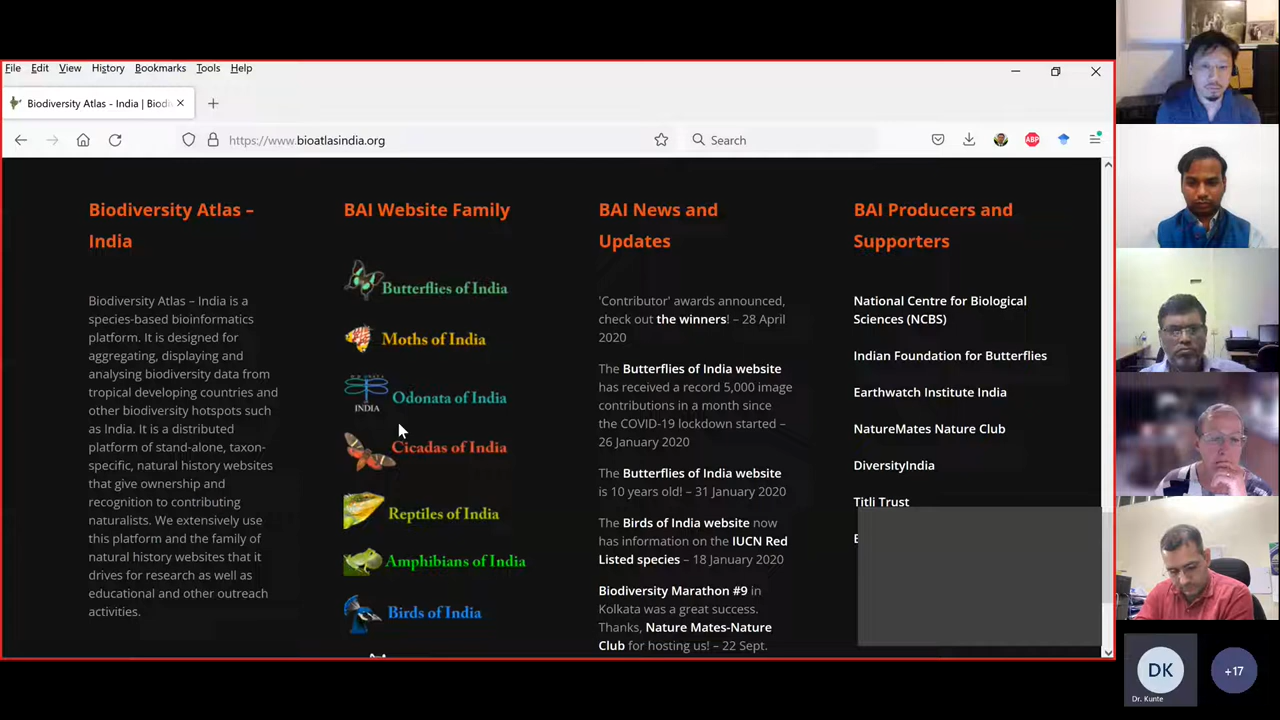 File Edit View History Bookmarks Tools Help
Biodiversity Atlas - India | Biodi
https://www.bioatlasindia.org
Search
ABP
Biodiversity Atlas –
India
Biodiversity Atlas – India is a
species-based bioinformatics
platform. It is designed for
aggregating, displaying and
analysing biodiversity data from
tropical developing countries and
other biodiversity hotspots such
as India. It is a distributed
platform of stand-alone, taxon-
specific, natural history websites
that give ownership and
recognition to contributing
naturalists. We extensively use
this platform and the family of
natural history websites that it
drives for research as well as
educational and other outreach
activities.
BAI Website Family
Butterflies of India
Moths of India
INDIA
Odonata of India
Cicadas of India
Reptiles of India
Amphibians of India
Birds of India
BAI News and
Updates
'Contributor' awards announced,
check out the winners! – 28 April
2020
The Butterflies of India website
has received a record 5,000 image
contributions in a month since
the COVID-19 lockdown started –
26 January 2020
The Butterflies of India website
is 10 years old! – 31 January 2020
The Birds of India website now
has information on the IUCN Red
Listed species – 18 January 2020
Biodiversity Marathon #9 in
Kolkata was a great success.
Thanks, Nature Mates-Nature
Club for hosting us! – 22 Sept.
BAI Producers and
Supporters
National Centre for Biological
Sciences (NCBS)
Indian Foundation for Butterflies
Earthwatch Institute India
NatureMates Nature Club
DiversityIndia
Titli Trust
DK
Dr. Kunte
+17